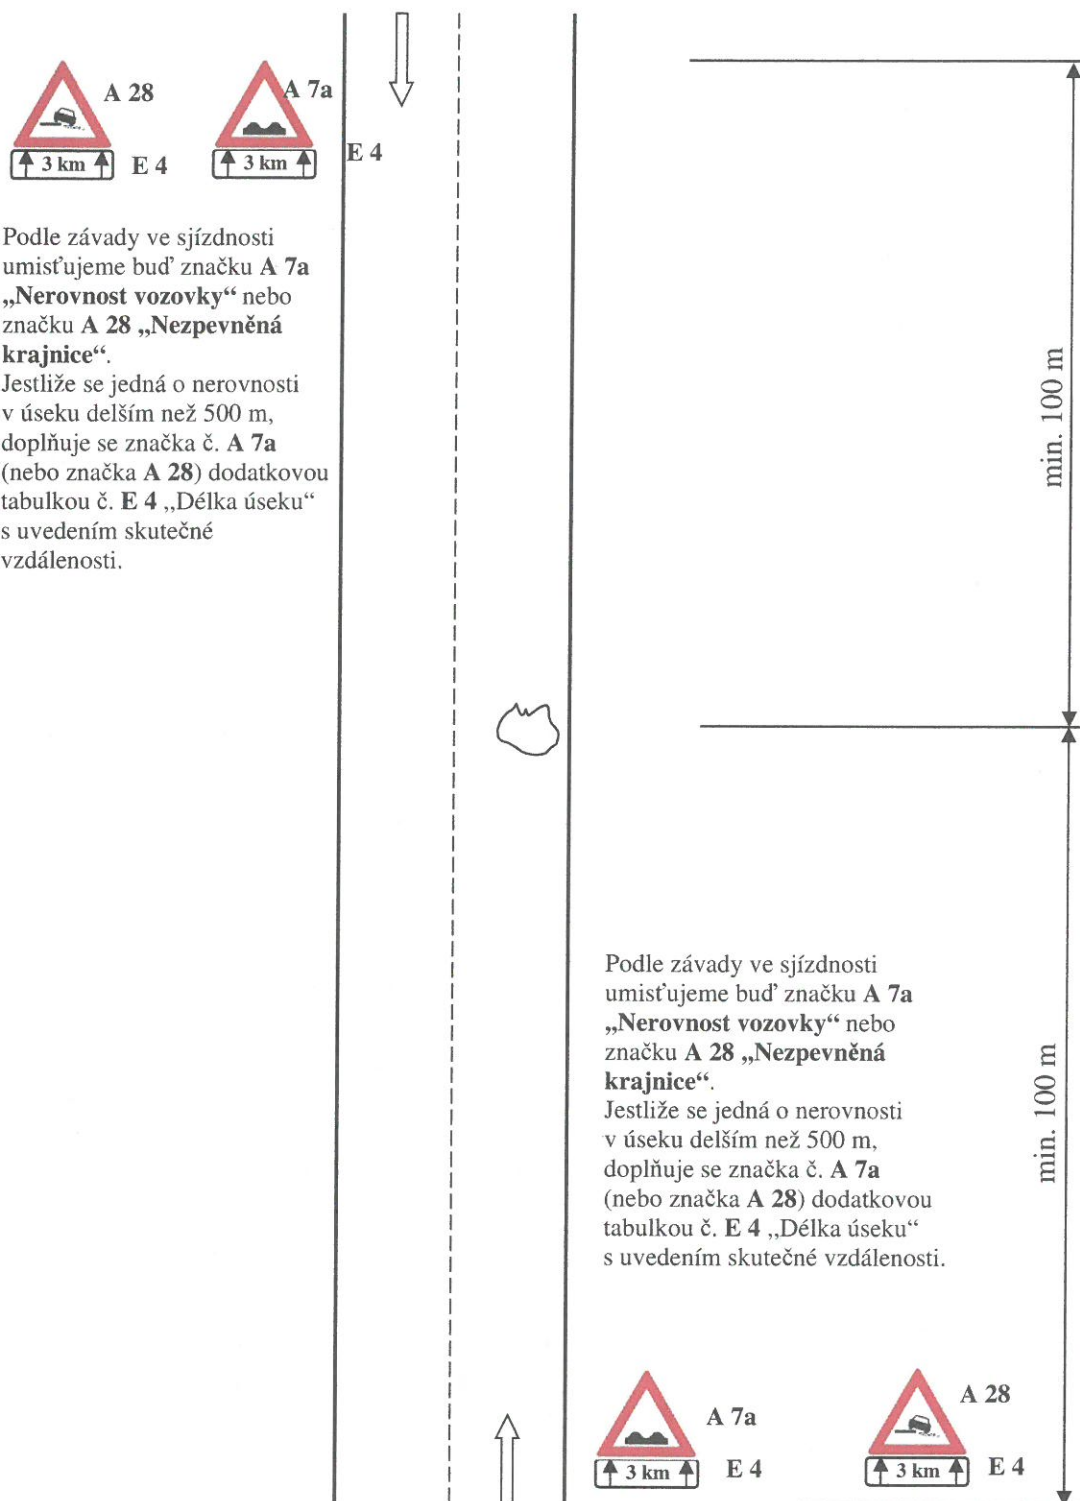 A 28
A 7a
3 km
E 4
3 km
E 4
Podle závady ve sjízdnosti
umisťujeme buď značku A 7a
„Nerovnost vozovky“ nebo
značku A 28 „Nezpevněná
krajnice“.
Jestliže se jedná o nerovnosti
v úseku delším než 500 m,
doplňuje se značka č. A 7a
(nebo značka A 28) dodatkovou
tabulkou č. E 4 „Délka úseku“
s uvedením skutečné
vzdálenosti.
min. 100 m
Podle závady ve sjízdnosti
umisťujeme buď značku A 7a
„Nerovnost vozovky“ nebo
značku A 28 „Nezpevněná
krajnice“.
Jestliže se jedná o nerovnosti
v úseku delším než 500 m,
doplňuje se značka č. A 7a
(nebo značka A 28) dodatkovou
tabulkou č. E 4 „Délka úseku“
s uvedením skutečné vzdálenosti.
min. 100 m
A 7a
A 28
3 km
E 4
3 km
E 4